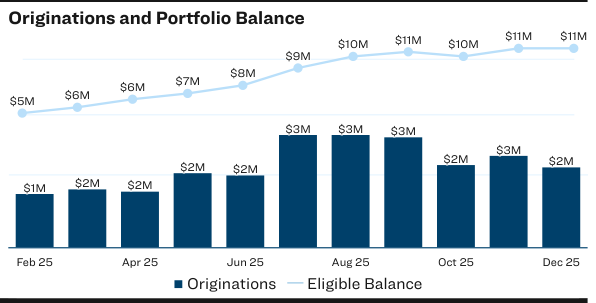 Originations and Portfolio Balance
$5M $6M $6M $7M $8M $9M $10M $11M $10M $11M $11M
$1M $2M $2M $2M $2M $3M $3M $3M $2M $3M $2M
Feb 25 Apr 25 Jun 25 Aug 25 Oct 25 Dec 25
Originations Eligible Balance